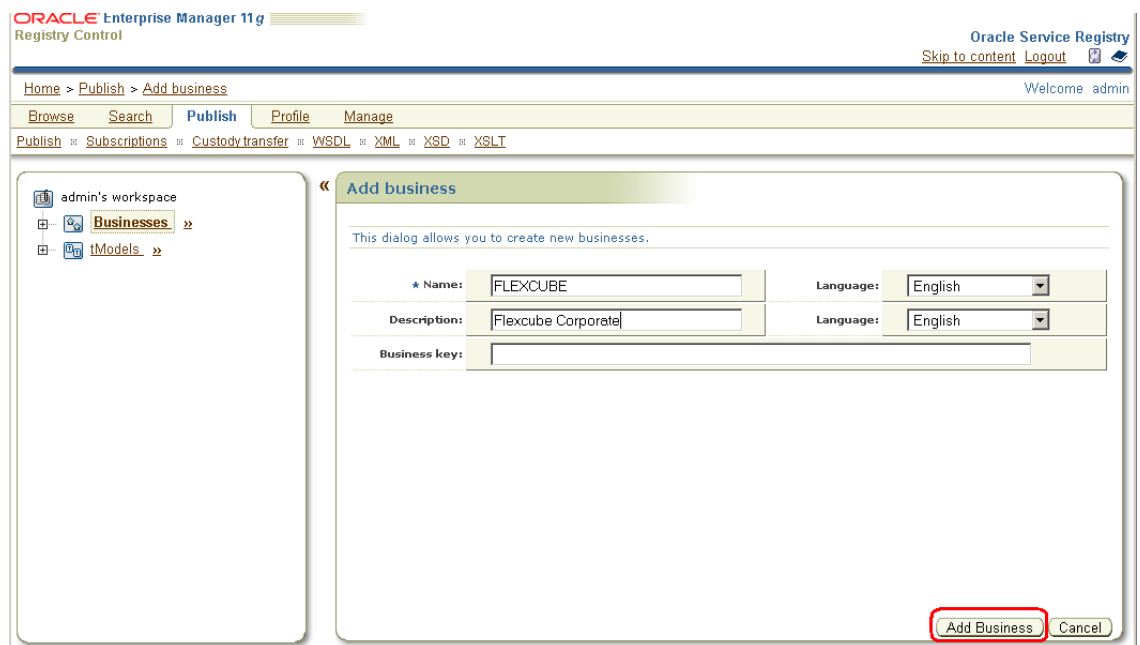 ORACLE Enterprise Manager 11g
Registry Control
Oracle Service Registry
Skip to content Logout
Home > Publish > Add business
Welcome admin
Browse Search Publish Profile Manage
Publish Subscriptions Custody transfer WSDL XML XSD XSLT
admin's workspace
Businesses »
tModels »
«
Add business
This dialog allows you to create new businesses.
* Name: FLEXCUBE Language: English
Description: Flexcube Corporate Language: English
Business key:
Add Business Cancel